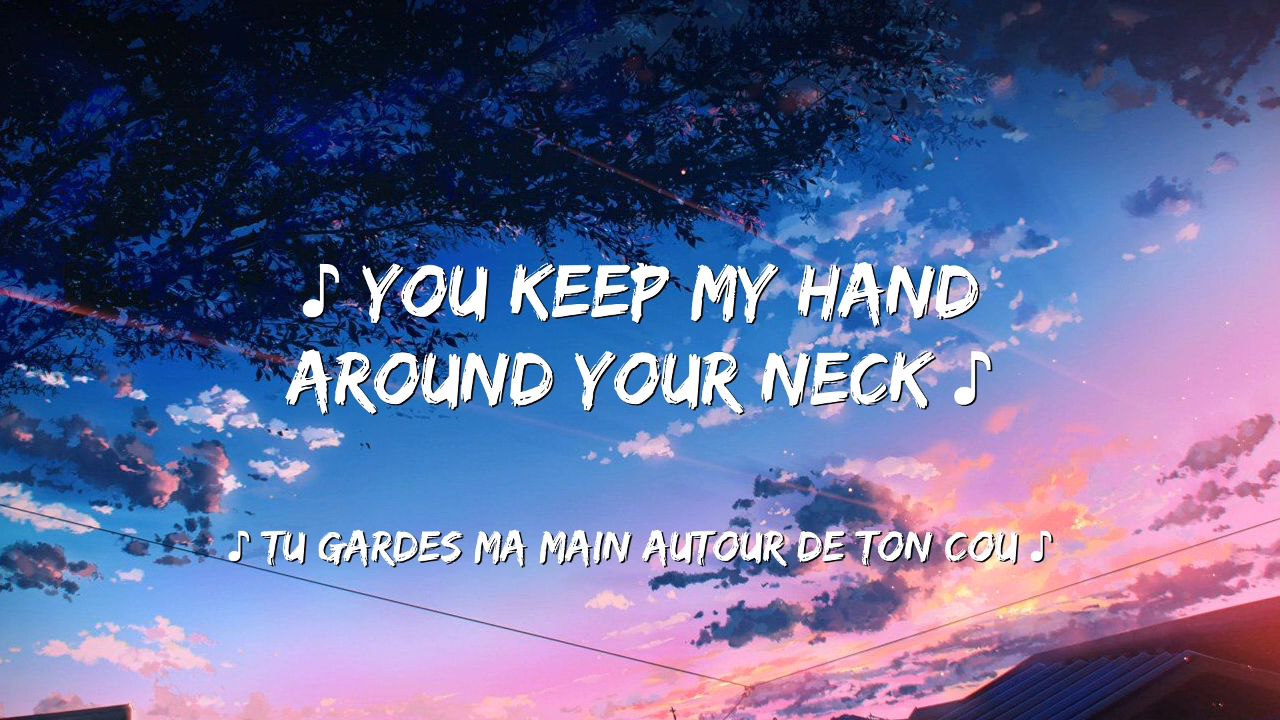 ♪ YOU KEEP MY HAND
AROUND YOUR NECK ♪
♪ TU GARDES MA MAIN AUTOUR DE TON COU ♪